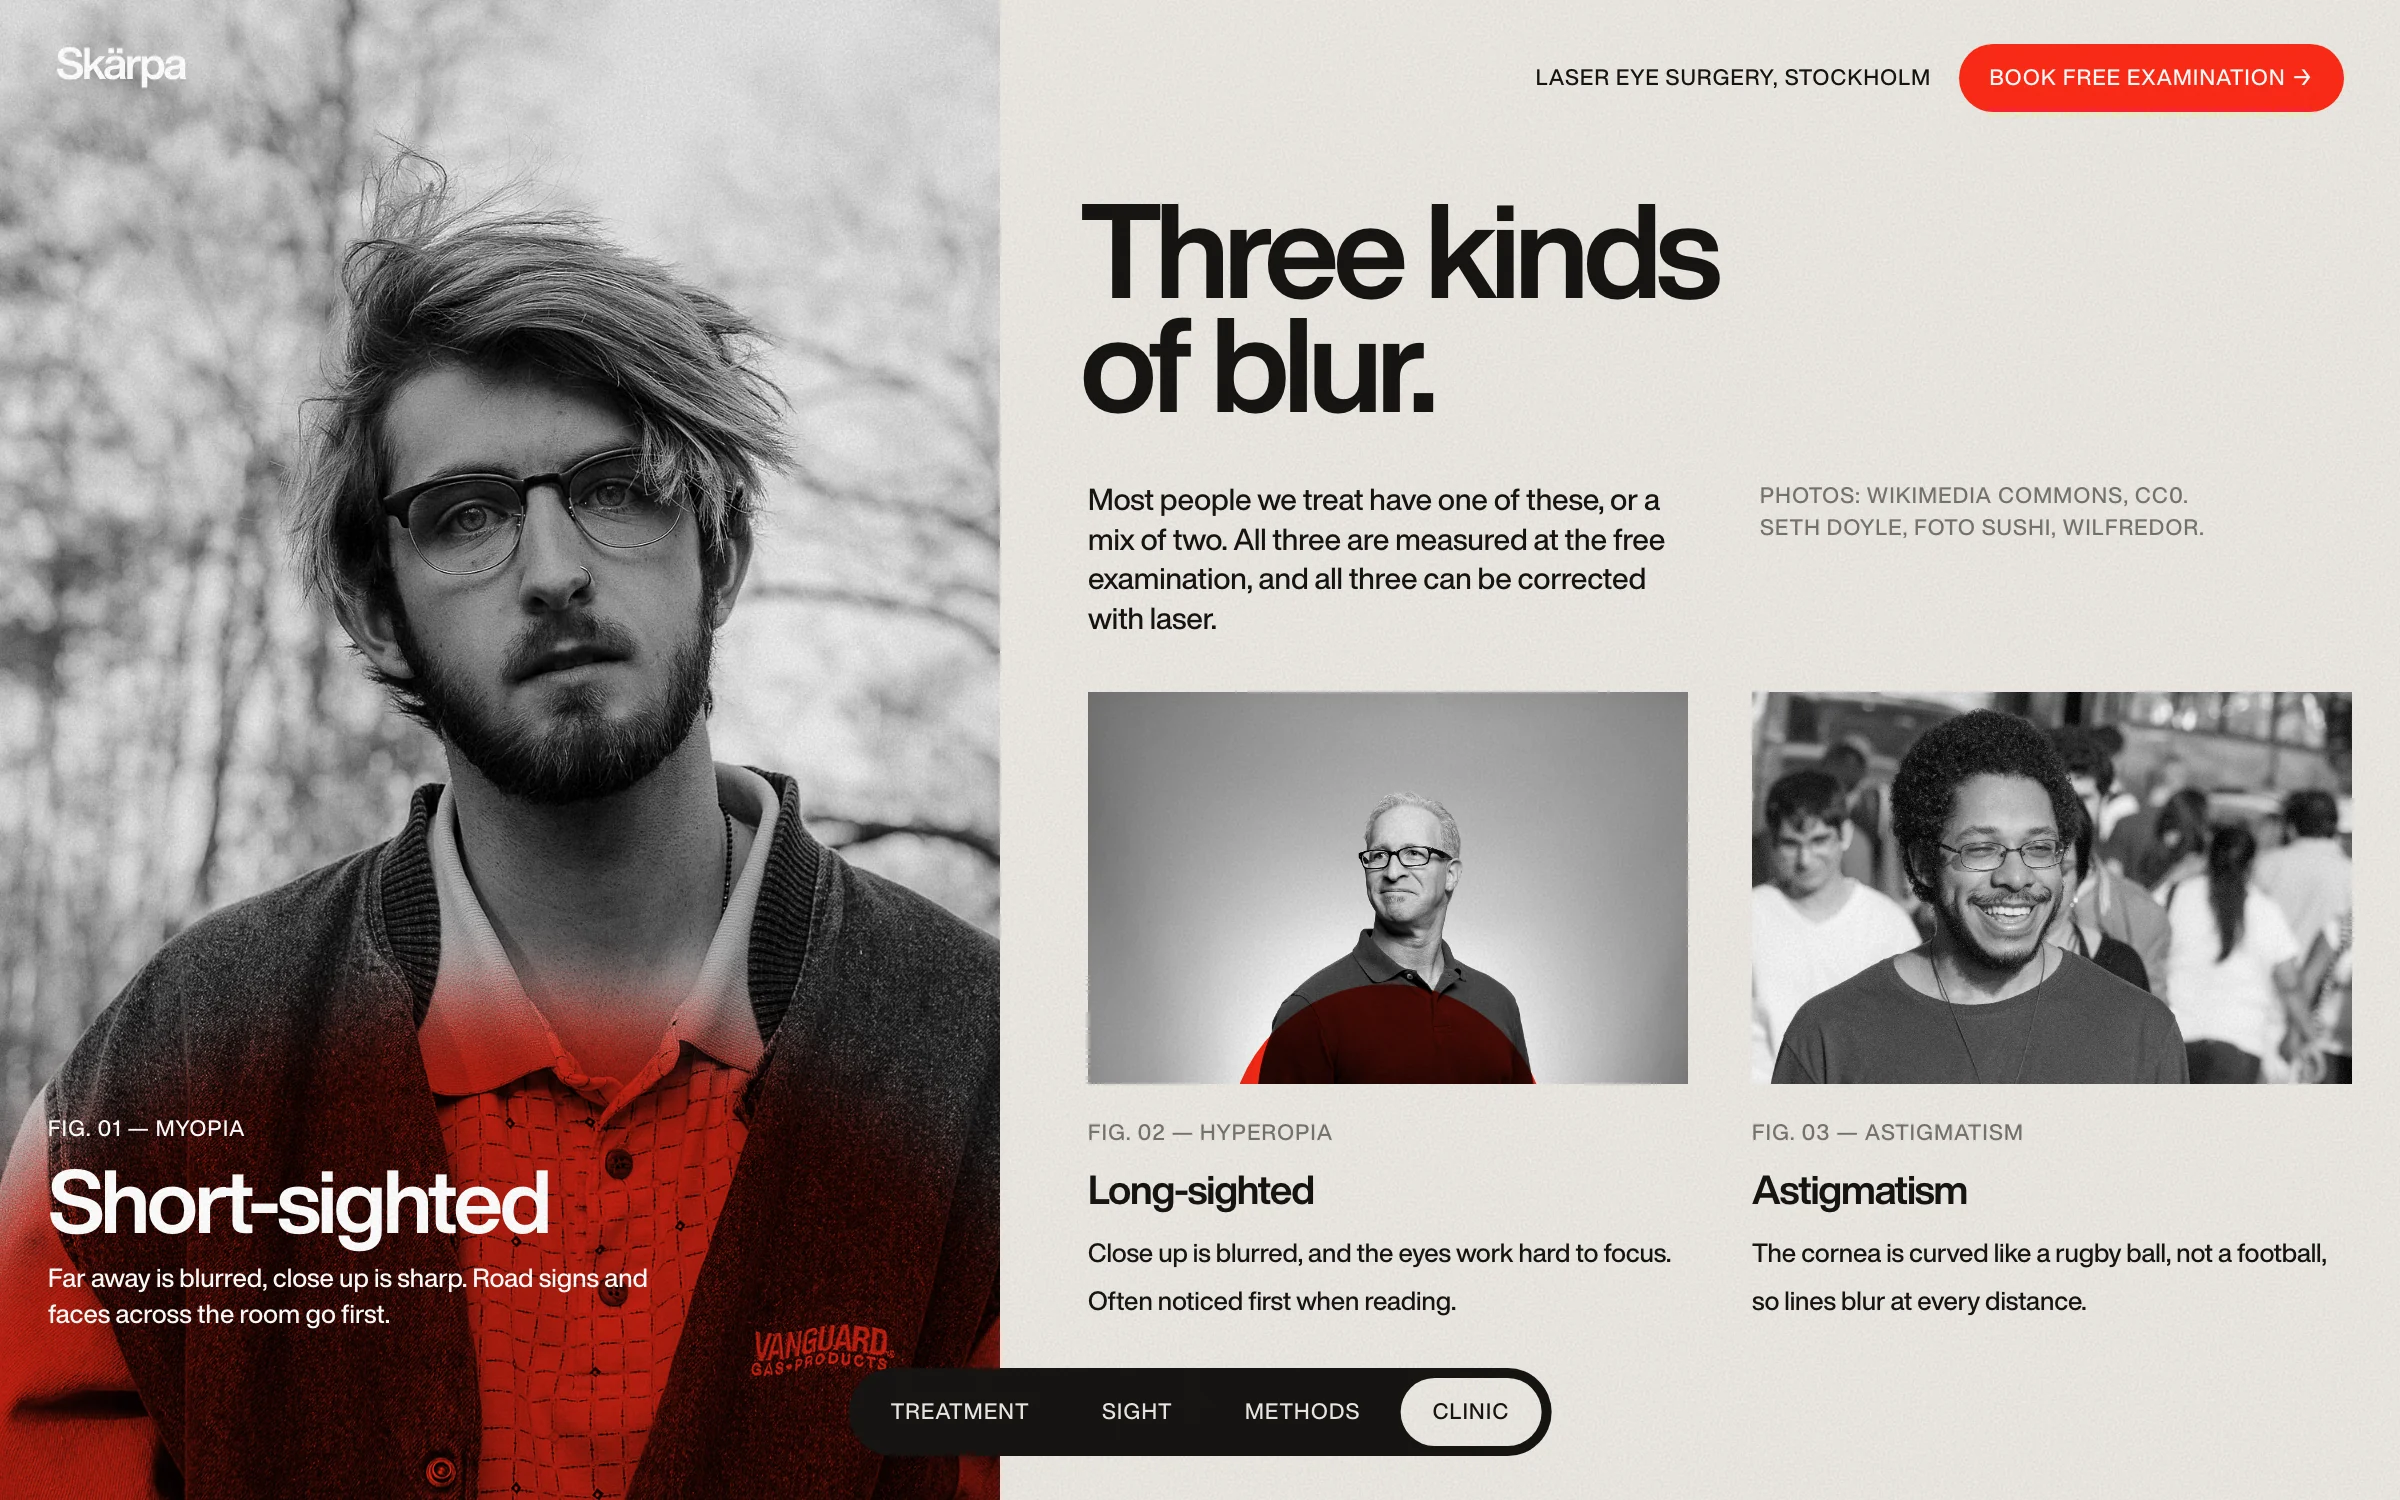 Skärpa
LASER EYE SURGERY, STOCKHOLM
BOOK FREE EXAMINATION →
Three kinds
of blur.
Most people we treat have one of these, or a
mix of two. All three are measured at the free
examination, and all three can be corrected
with laser.
PHOTOS: WIKIMEDIA COMMONS, CC0.
SETH DOYLE, FOTO SUSHI, WILFREDOR.
FIG. 01 — MYOPIA
Short-sighted
Far away is blurred, close up is sharp. Road signs and
faces across the room go first.
VANGUARD
GAS•PRODUCTS
FIG. 02 — HYPEROPIA
Long-sighted
Close up is blurred, and the eyes work hard to focus.
Often noticed first when reading.
FIG. 03 — ASTIGMATISM
Astigmatism
The cornea is curved like a rugby ball, not a football,
so lines blur at every distance.
TREATMENT
SIGHT
METHODS
CLINIC